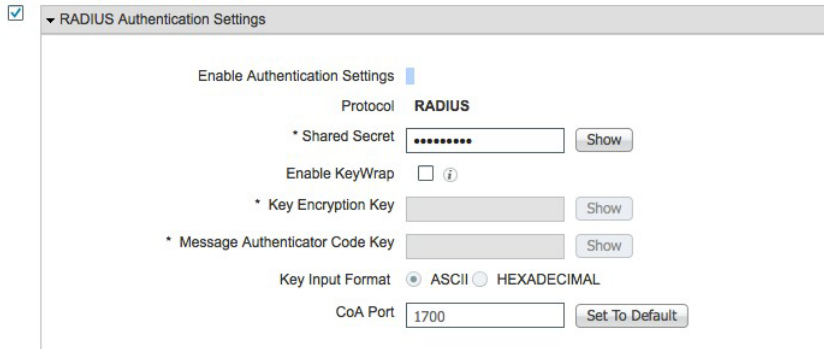 RADIUS Authentication Settings
Enable Authentication Settings
Protocol RADIUS
* Shared Secret ••••••••• Show
Enable KeyWrap i
* Key Encryption Key Show
* Message Authenticator Code Key Show
Key Input Format ASCII HEXADECIMAL
CoA Port 1700 Set To Default